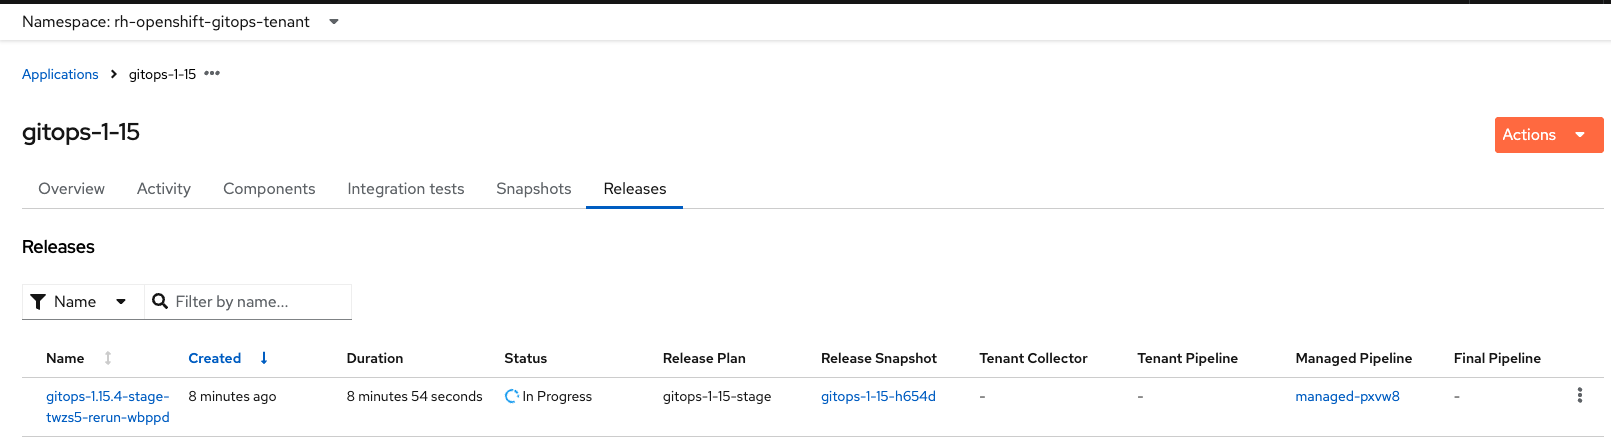 Namespace: rh-openshift-gitops-tenant
Applications > gitops-1-15 •••
gitops-1-15
Actions
Overview Activity Components Integration tests Snapshots Releases
Releases
Name Filter by name...
Name Created Duration Status Release Plan Release Snapshot Tenant Collector Tenant Pipeline Managed Pipeline Final Pipeline
gitops-1.15.4-stage- 8 minutes ago 8 minutes 54 seconds In Progress gitops-1-15-stage gitops-1-15-h654d - - managed-pxvw8 -
twzs5-rerun-wbppd